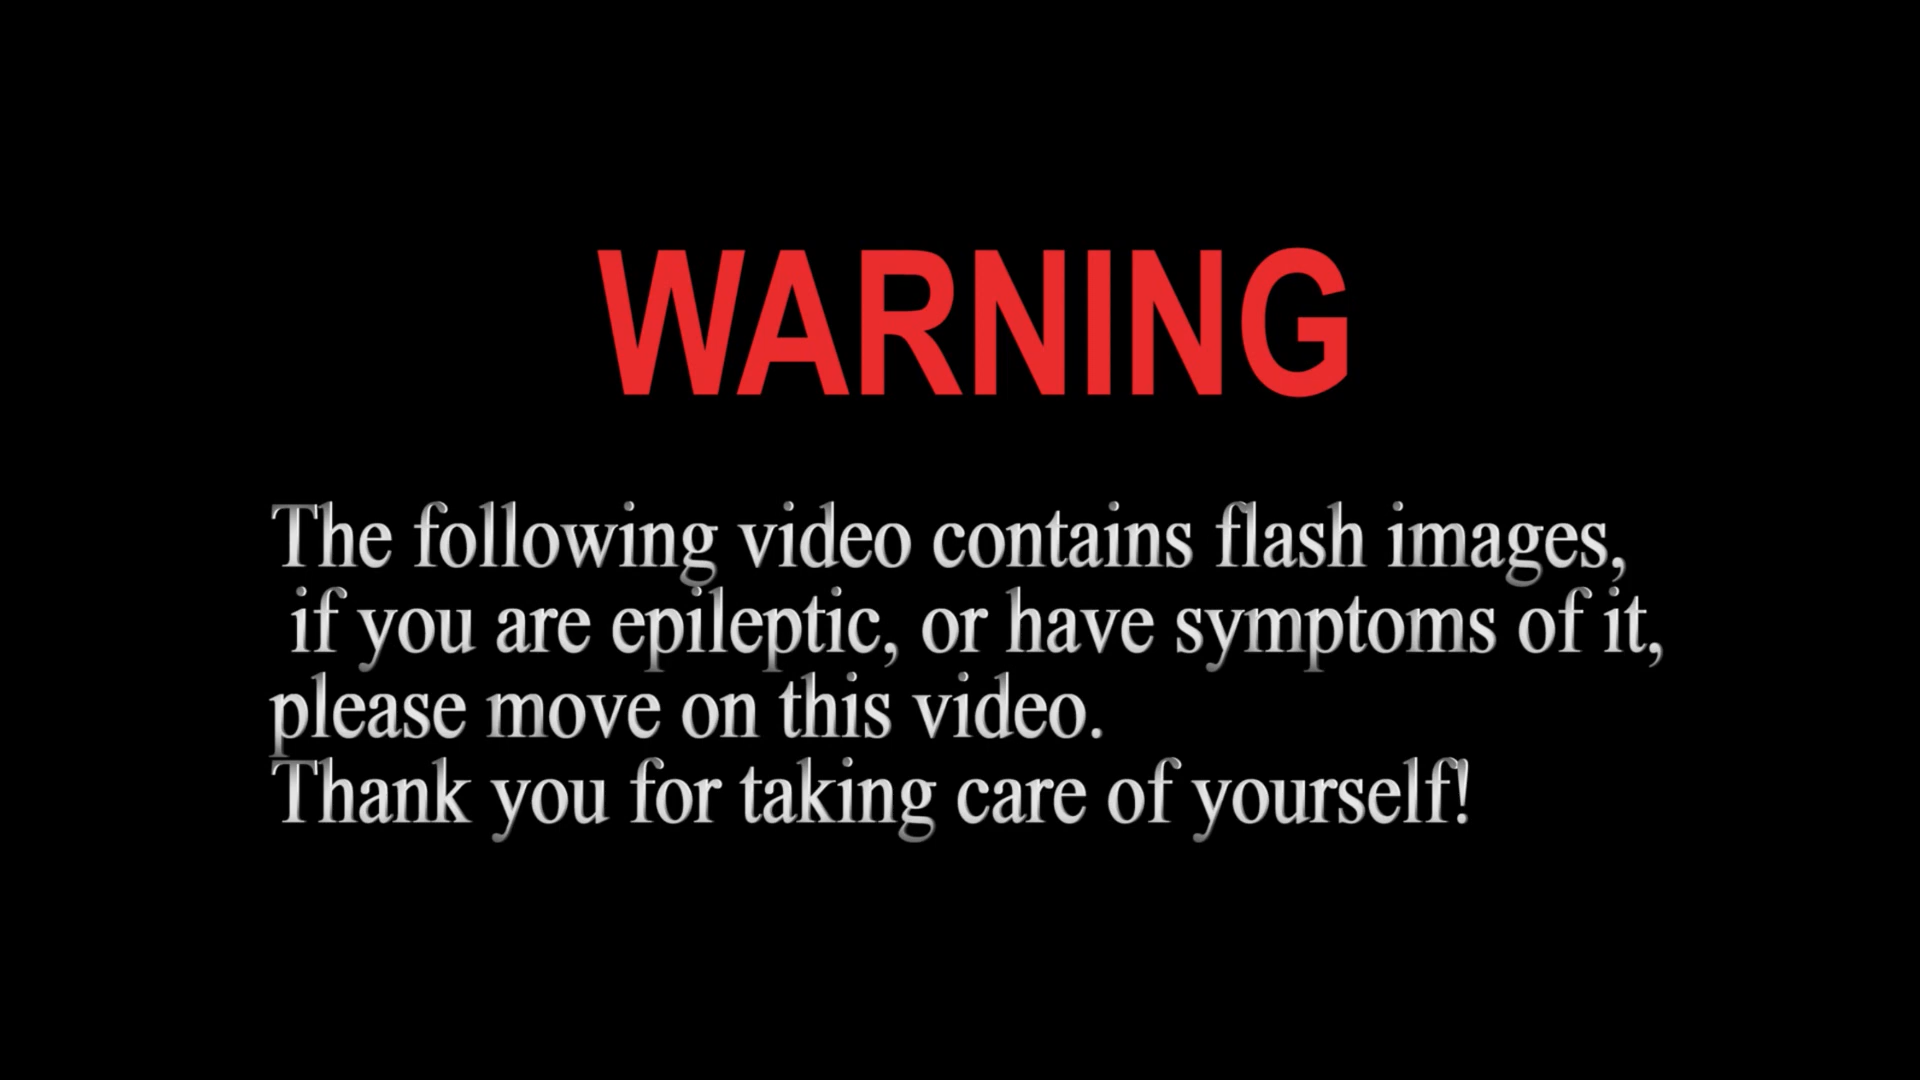 WARNING
The following video contains flash images,
if you are epileptic, or have symptoms of it,
please move on this video.
Thank you for taking care of yourself!